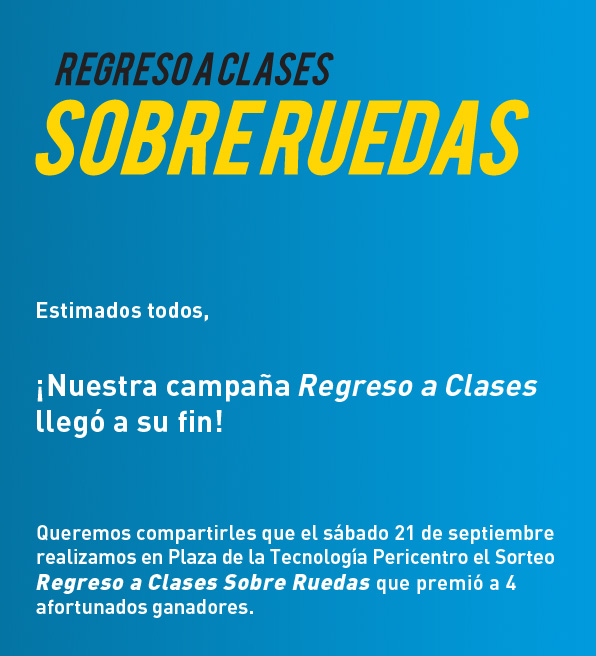 REGRESO A CLASES
SOBRE RUEDAS
Estimados todos,
¡Nuestra campaña Regreso a Clases
llegó a su fin!
Queremos compartirles que el sábado 21 de septiembre
realizamos en Plaza de la Tecnología Pericentro el Sorteo
Regreso a Clases Sobre Ruedas que premió a 4
afortunados ganadores.